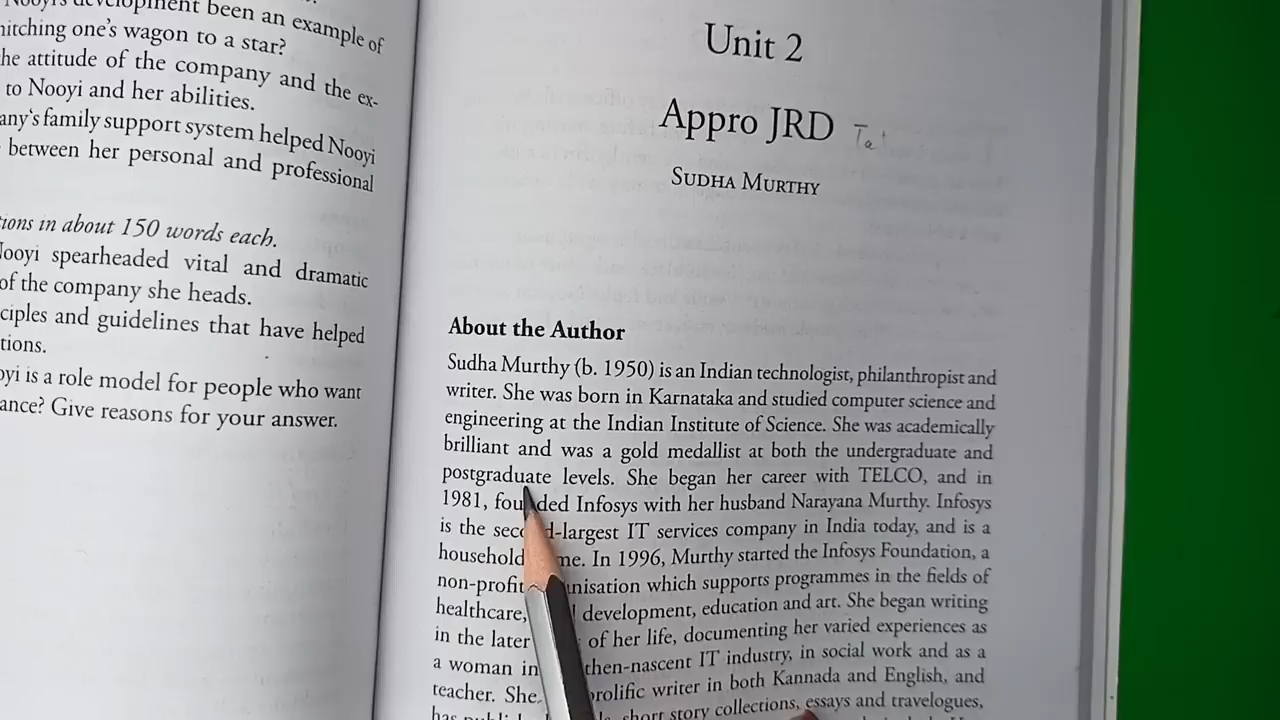 development been an example of
hitching one's wagon to a star?
the attitude of the company and the ex-
to Nooyi and her abilities.
family support system helped Nooyi
between her personal and professional
in about 150 words each.
Nooyi spearheaded vital and dramatic
of the company she heads.
and guidelines that have helped
is a role model for people who want
Give reasons for your answer.
Unit 2
Appro JRD Tat
SUDHA MURTHY
About the Author
Sudha Murthy (b. 1950) is an Indian technologist, philanthropist and
writer. She was born in Karnataka and studied computer science and
engineering at the Indian Institute of Science. She was academically
brilliant and was a gold medallist at both the undergraduate and
postgraduate levels. She began her career with TELCO, and in
1981, founded Infosys with her husband Narayana Murthy. Infosys
is the second-largest IT services company in India today, and is a
household In 1996, Murthy started the Infosys Foundation, a
non-profit organisation which supports programmes in the fields of
healthcare, development, education and art. She began writing
in the later of her life, documenting her varied experiences as
a woman in then-nascent IT industry, in social work and as a
teacher. She prolific writer in both Kannada and English, and
has short story collections, essays and travelogues,